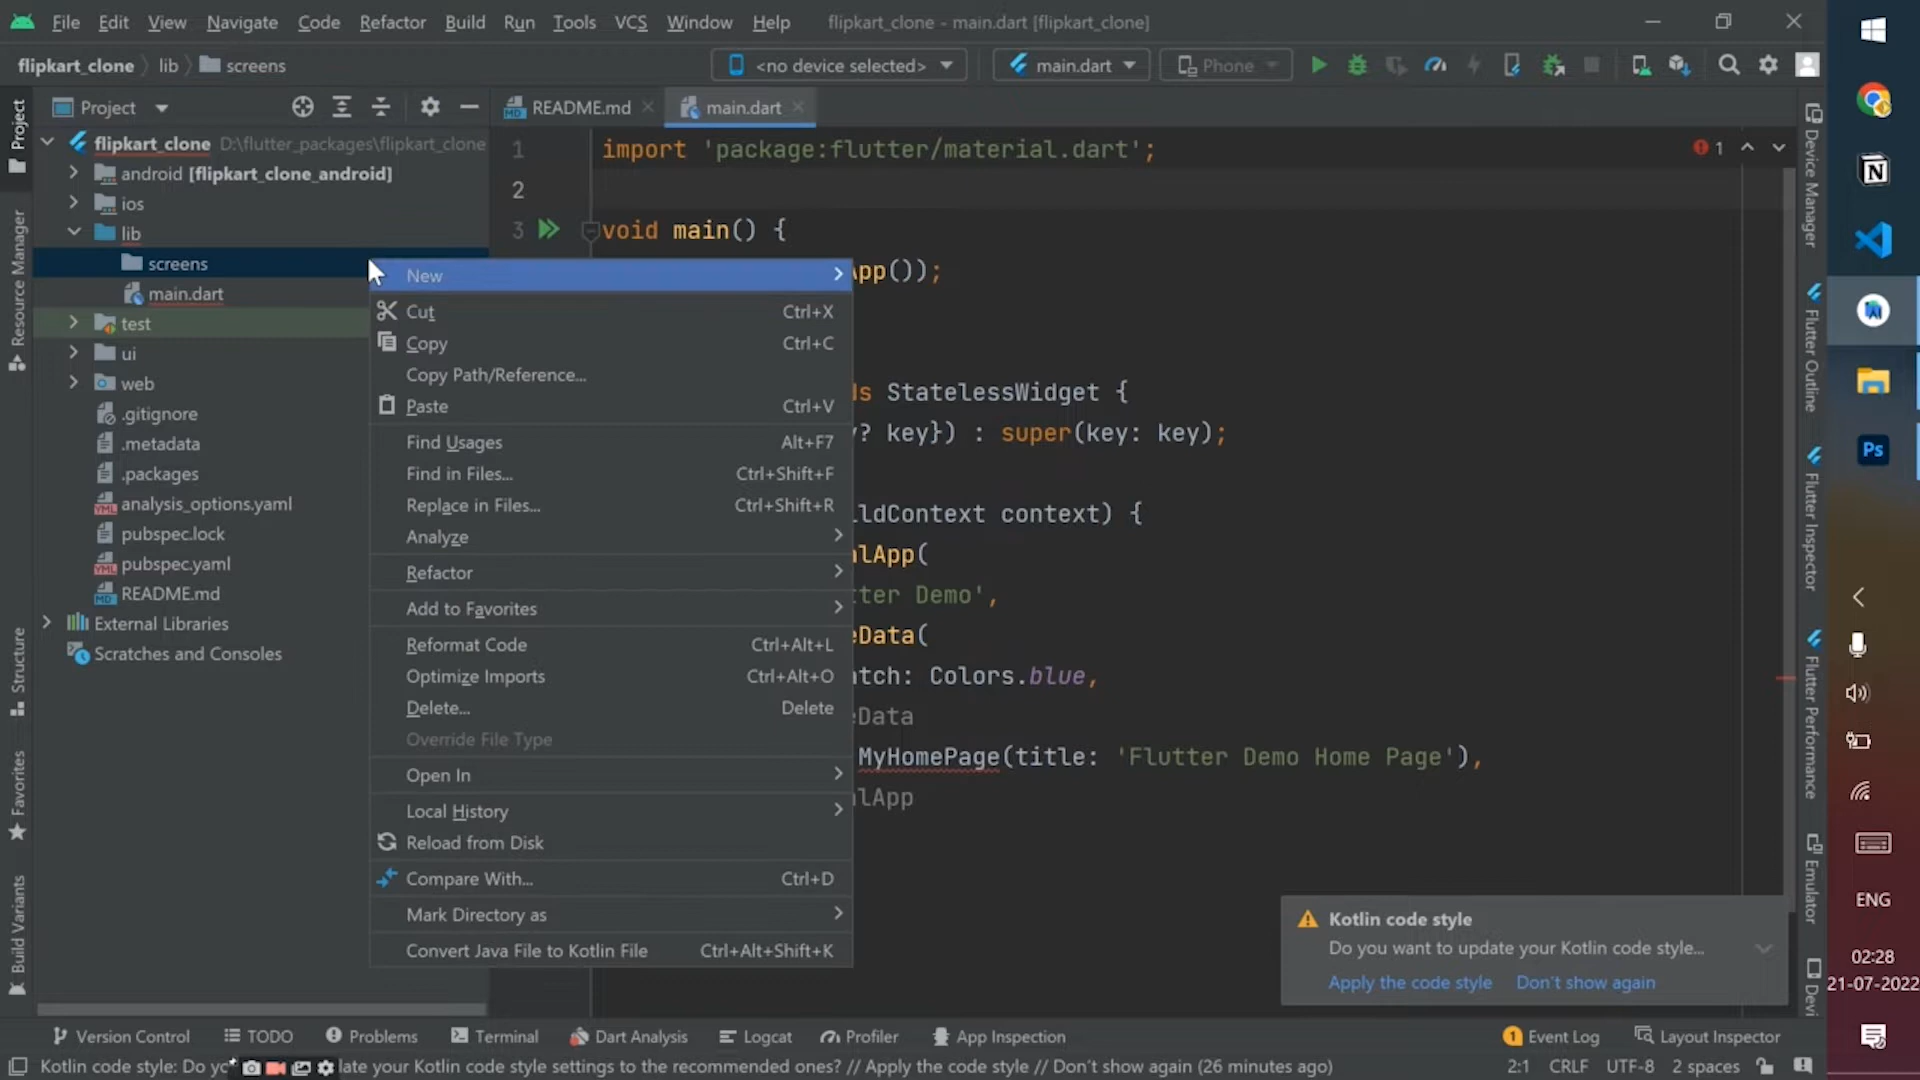 File Edit View Navigate Code Refactor Build Run Tools VCS Window Help flipkart_clone - main.dart [flipkart_clone]
flipkart_clone lib screens <no device selected> main.dart Phone
Project README.md main.dart
flipkart_clone D:\flutter_packages\flipkart_clone
android [flipkart_clone_android]
ios
lib
screens
main.dart
test
ui
web
.gitignore
.metadata
.packages
analysis_options.yaml
pubspec.lock
pubspec.yaml
README.md
External Libraries
Scratches and Consoles
Project
Resource Manager
Structure
Favorites
Build Variants
New
Cut Ctrl+X
Copy Ctrl+C
Copy Path/Reference...
Paste Ctrl+V
Find Usages Alt+F7
Find in Files... Ctrl+Shift+F
Replace in Files... Ctrl+Shift+R
Analyze
Refactor
Add to Favorites
Reformat Code Ctrl+Alt+L
Optimize Imports Ctrl+Alt+O
Delete... Delete
Override File Type
Open In
Local History
Reload from Disk
Compare With... Ctrl+D
Mark Directory as
Convert Java File to Kotlin File Ctrl+Alt+Shift+K
1 import 'package:flutter/material.dart'; 1
2
3 void main() {
pp());
s StatelessWidget {
? key}) : super(key: key);
ldContext context) {
lApp(
ter Demo',
eData(
tch: Colors.blue,
eData
MyHomePage(title: 'Flutter Demo Home Page'),
lApp
Kotlin code style
Do you want to update your Kotlin code style...
Apply the code style Don't show again
Device Manager
Flutter Outline
Flutter Inspector
Flutter Performance
Emulator
Devi
Ps
ENG
02:28
21-07-2022
Version Control TODO Problems Terminal Dart Analysis Logcat Profiler App Inspection 1 Event Log Layout Inspector
Kotlin code style: Do yo late your Kotlin code style settings to the recommended ones? // Apply the code style // Don't show again (26 minutes ago) 2:1 CRLF UTF-8 2 spaces